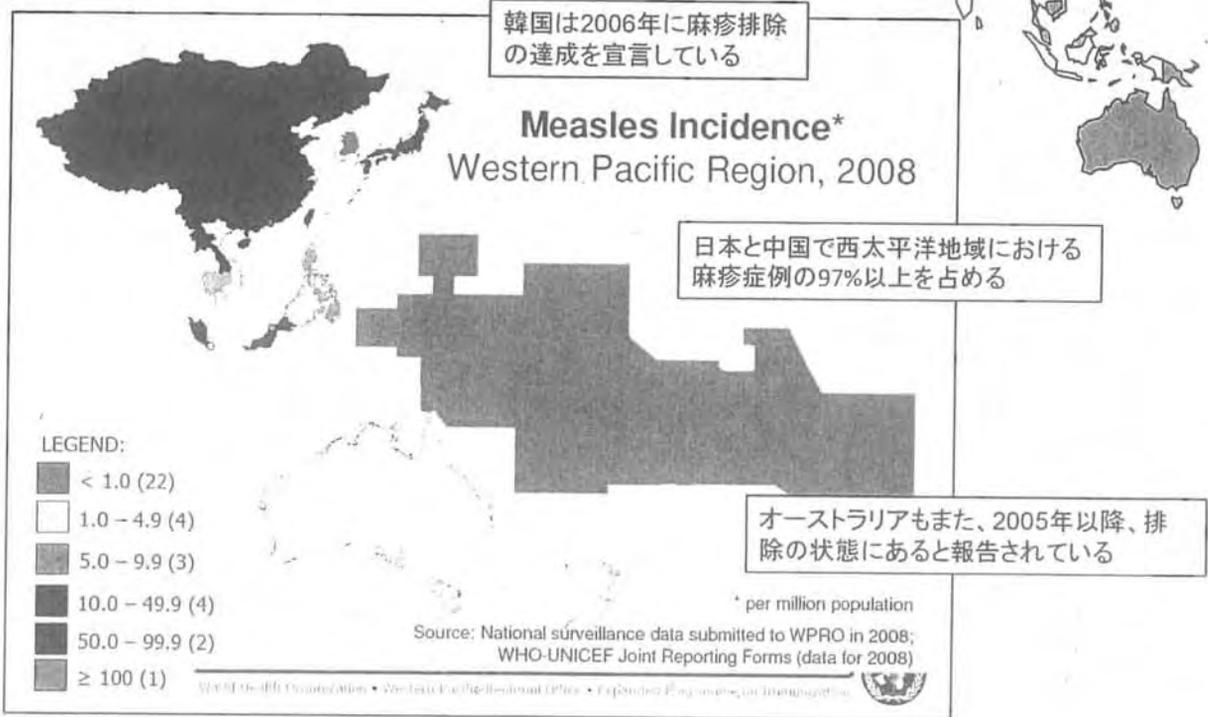 韓国は2006年に麻疹排除
の達成を宣言している
Measles Incidence*
Western Pacific Region, 2008
日本と中国で西太平洋地域における
麻疹症例の97%以上を占める
LEGEND:
< 1.0 (22)
1.0 – 4.9 (4)
5.0 – 9.9 (3)
10.0 – 49.9 (4)
50.0 – 99.9 (2)
≥ 100 (1)
オーストラリアもまた、2005年以降、排
除の状態にあると報告されている
* per million population
Source: National surveillance data submitted to WPRO in 2008;
WHO-UNICEF Joint Reporting Forms (data for 2008)
World Health Organization • Western Pacific Regional Office • Expanded Programme on Immunization